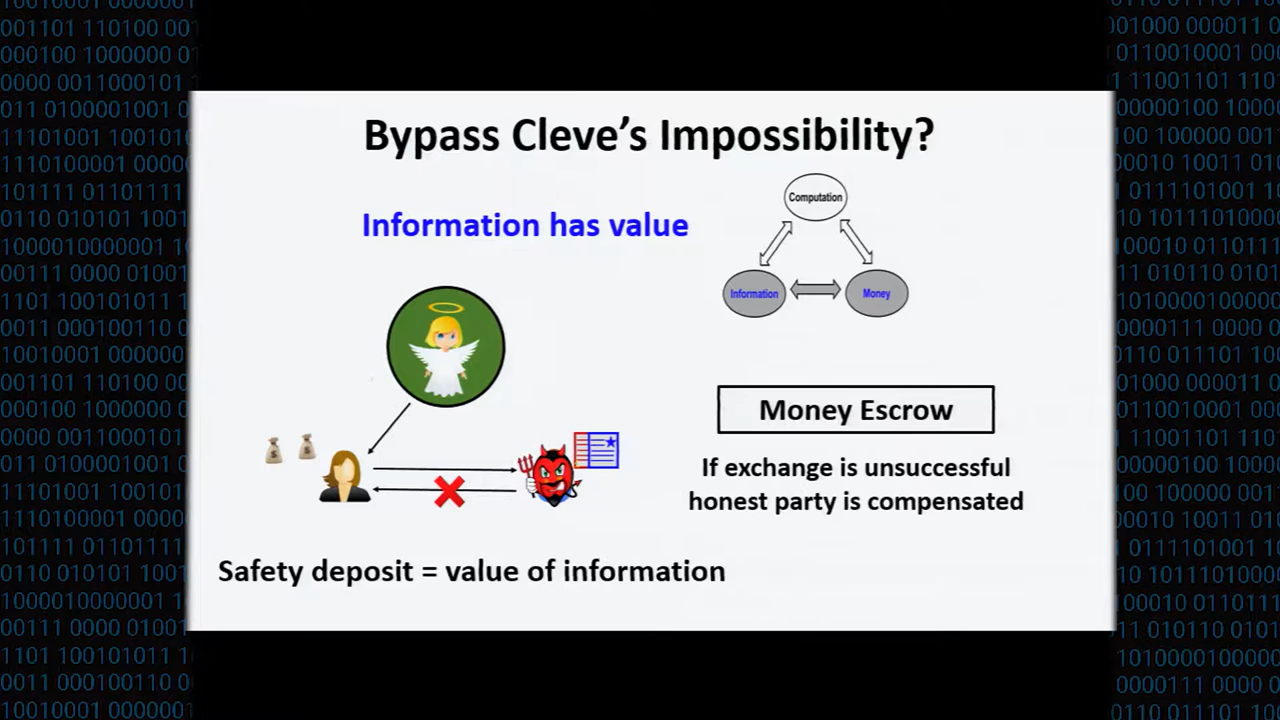 Bypass Cleve's Impossibility?
Computation
Information has value
Information
Money
Money Escrow
If exchange is unsuccessful
honest party is compensated
Safety deposit = value of information